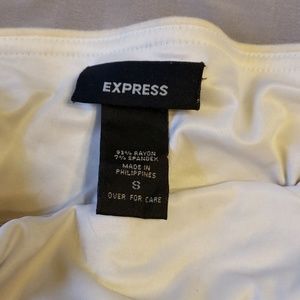 EXPRESS
93% RAYON
7% SPANDEX
MADE IN
PHILIPPINES
S
OVER FOR CARE